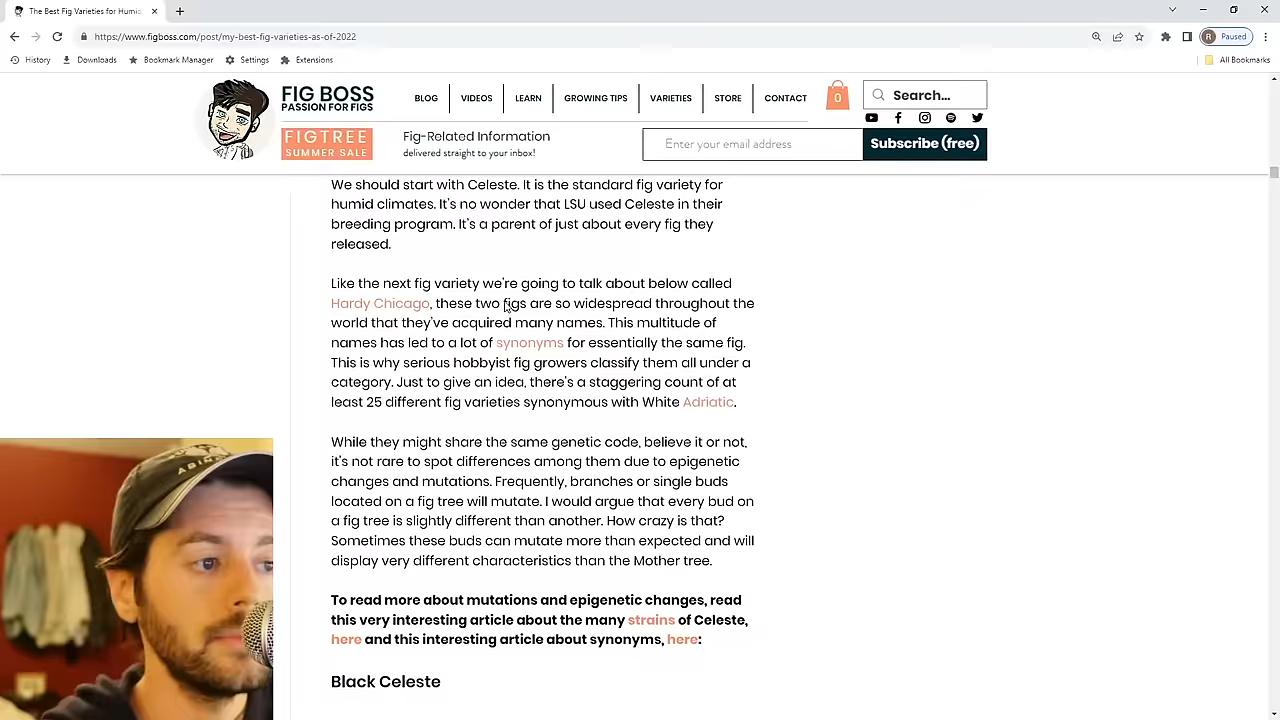 The Best Fig Varieties for Humi
https://www.figboss.com/post/my-best-fig-varieties-as-of-2022
R Paused
History Downloads Bookmark Manager Settings Extensions All Bookmarks
FIG BOSS
PASSION FOR FIGS
BLOG VIDEOS LEARN GROWING TIPS VARIETIES STORE CONTACT
0
Search...
FIGTREE
SUMMER SALE
Fig-Related Information
delivered straight to your inbox!
Enter your email address
Subscribe (free)
We should start with Celeste. It is the standard fig variety for
humid climates. It's no wonder that LSU used Celeste in their
breeding program. It's a parent of just about every fig they
released.
Like the next fig variety we're going to talk about below called
Hardy Chicago, these two figs are so widespread throughout the
world that they've acquired many names. This multitude of
names has led to a lot of synonyms for essentially the same fig.
This is why serious hobbyist fig growers classify them all under a
category. Just to give an idea, there's a staggering count of at
least 25 different fig varieties synonymous with White Adriatic.
While they might share the same genetic code, believe it or not,
it's not rare to spot differences among them due to epigenetic
changes and mutations. Frequently, branches or single buds
located on a fig tree will mutate. I would argue that every bud on
a fig tree is slightly different than another. How crazy is that?
Sometimes these buds can mutate more than expected and will
display very different characteristics than the Mother tree.
To read more about mutations and epigenetic changes, read
this very interesting article about the many strains of Celeste,
here and this interesting article about synonyms, here:
Black Celeste